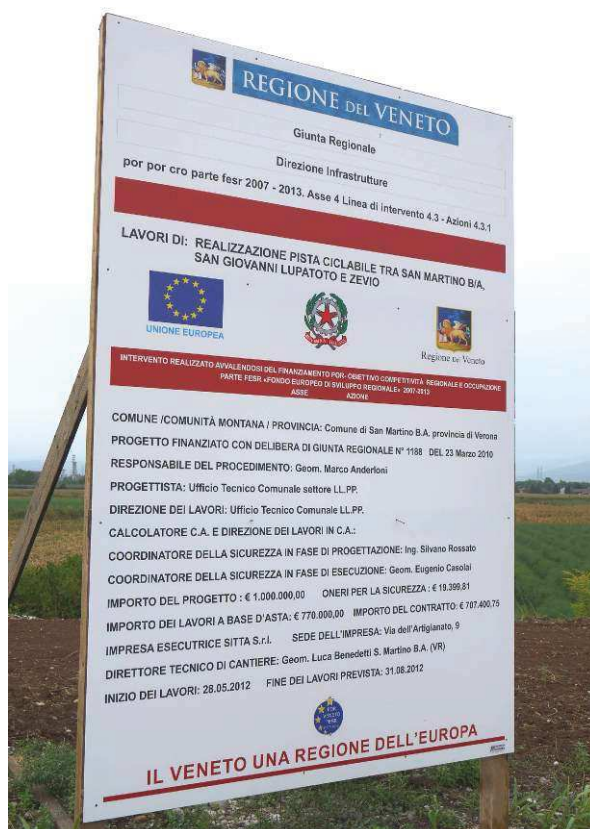 REGIONE DEL VENETO
Giunta Regionale
Direzione Infrastrutture
por por cro parte fesr 2007 - 2013. Asse 4 Linea di intervento 4.3 - Azioni 4.3.1
LAVORI DI: REALIZZAZIONE PISTA CICLABILE TRA SAN MARTINO B/A,
SAN GIOVANNI LUPATOTO E ZEVIO
UNIONE EUROPEA
Regione del Veneto
INTERVENTO REALIZZATO AVVALENDOSI DEL FINANZIAMENTO POR- OBIETTIVO COMPETITIVITÀ REGIONALE E OCCUPAZIONE
PARTE FESR «FONDO EUROPEO DI SVILUPPO REGIONALE» 2007-2013
ASSE AZIONE
COMUNE /COMUNITÀ MONTANA / PROVINCIA: Comune di San Martino B.A. provincia di Verona
PROGETTO FINANZIATO CON DELIBERA DI GIUNTA REGIONALE N° 1188 DEL 23 Marzo 2010
RESPONSABILE DEL PROCEDIMENTO: Geom. Marco Anderloni
PROGETTISTA: Ufficio Tecnico Comunale settore LL.PP.
DIREZIONE DEI LAVORI: Ufficio Tecnico Comunale LL.PP.
CALCOLATORE C.A. E DIREZIONE DEI LAVORI IN C.A.:
COORDINATORE DELLA SICUREZZA IN FASE DI PROGETTAZIONE: Ing. Silvano Rossato
COORDINATORE DELLA SICUREZZA IN FASE DI ESECUZIONE: Geom. Eugenio Casolai
IMPORTO DEL PROGETTO : € 1.000.000,00 ONERI PER LA SICUREZZA : € 19.399,81
IMPORTO DEI LAVORI A BASE D'ASTA: € 770.000,00 IMPORTO DEL CONTRATTO: € 707.400,75
IMPRESA ESECUTRICE SITTA S.r.l. SEDE DELL'IMPRESA: Via dell'Artigianato, 9
DIRETTORE TECNICO DI CANTIERE: Geom. Luca Benedetti S. Martino B.A. (VR)
INIZIO DEI LAVORI: 28.05.2012 FINE DEI LAVORI PREVISTA: 31.08.2012
IL VENETO UNA REGIONE DELL'EUROPA